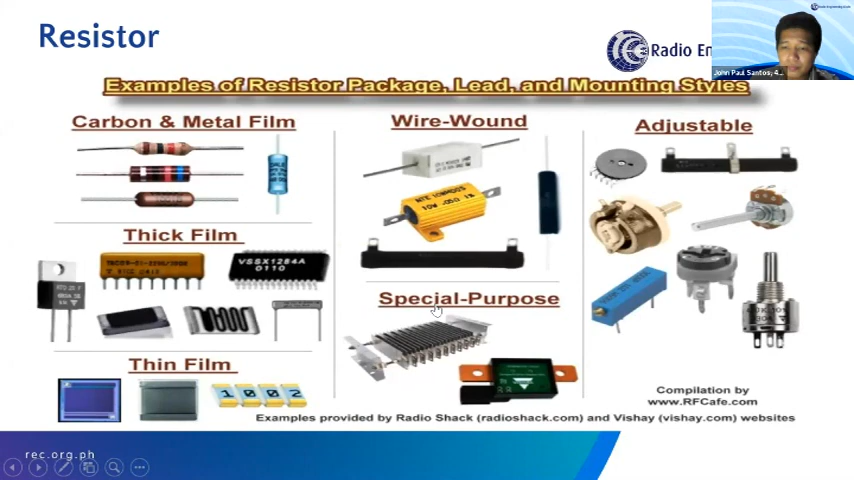 Resistor
Radio En
John Paul Santos, 4...
Examples of Resistor Package, Lead, and Mounting Styles
Carbon & Metal Film
Wire-Wound
Adjustable
Thick Film
VSSX1284A
0110
Special-Purpose
Thin Film
1002
Compilation by
www.RFCafe.com
Examples provided by Radio Shack (radioshack.com) and Vishay (vishay.com) websites
rec.org.ph